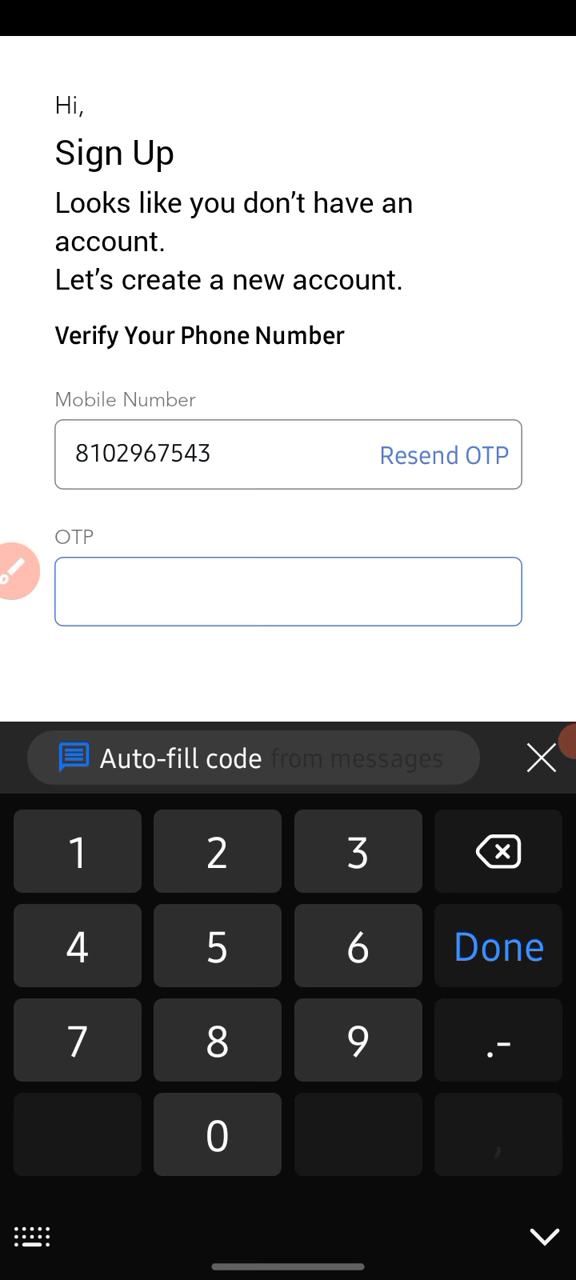 Hi,
Sign Up
Looks like you don’t have an
account.
Let’s create a new account.
Verify Your Phone Number
Mobile Number
8102967543 Resend OTP
OTP
Auto-fill code from messages
1 2 3
4 5 6 Done
7 8 9 .-
0 ,